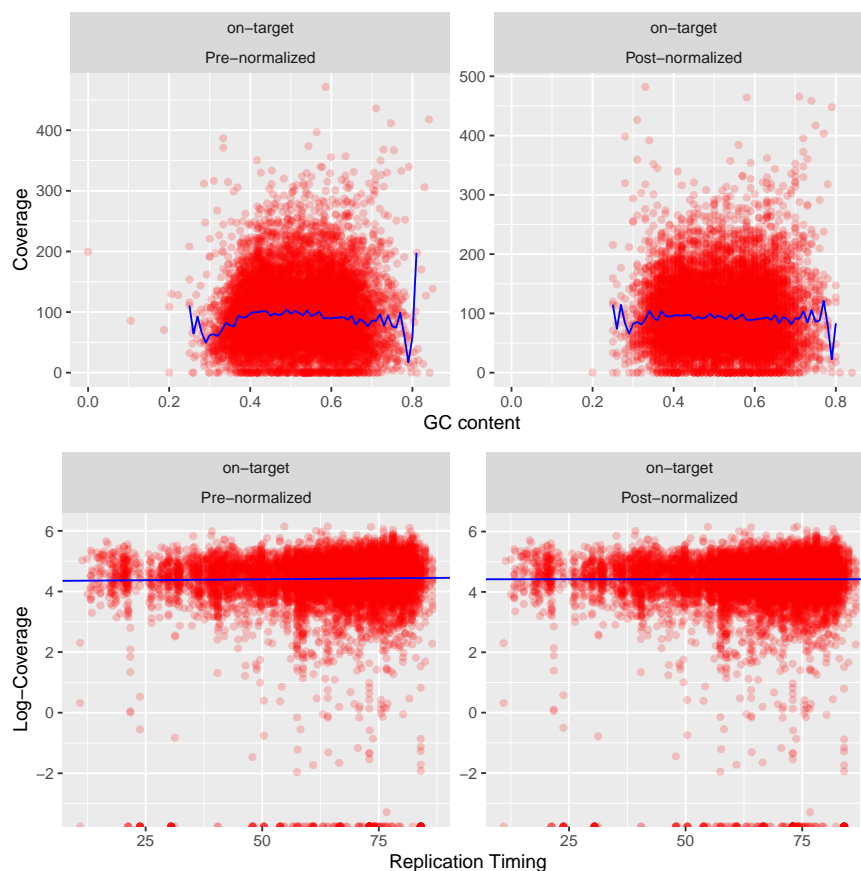 on-target
Pre-normalized
on-target
Post-normalized
Coverage
400
300
200
100
0
500
400
300
200
100
0
0.0 0.2 0.4 0.6 0.8
0.0 0.2 0.4 0.6 0.8
GC content
on-target
Pre-normalized
on-target
Post-normalized
Log-Coverage
6
4
2
0
−2
6
4
2
0
−2
25 50 75
25 50 75
Replication Timing